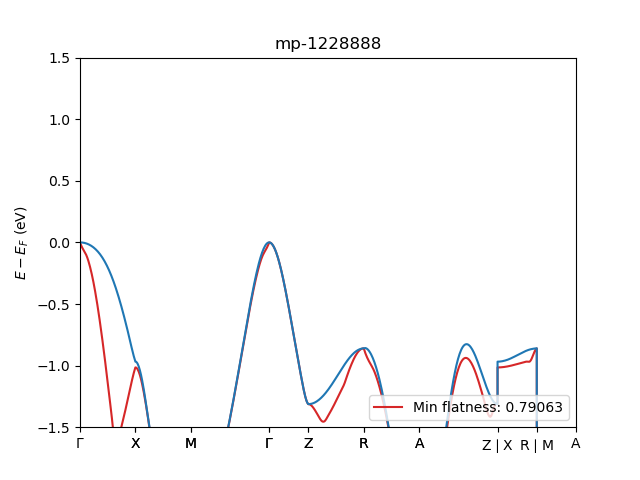 mp-1228888
1.5
1.0
0.5
0.0
−0.5
−1.0
−1.5
E − E_F (eV)
Min flatness: 0.79063
Γ X M Γ Z R A Z | X R | M A